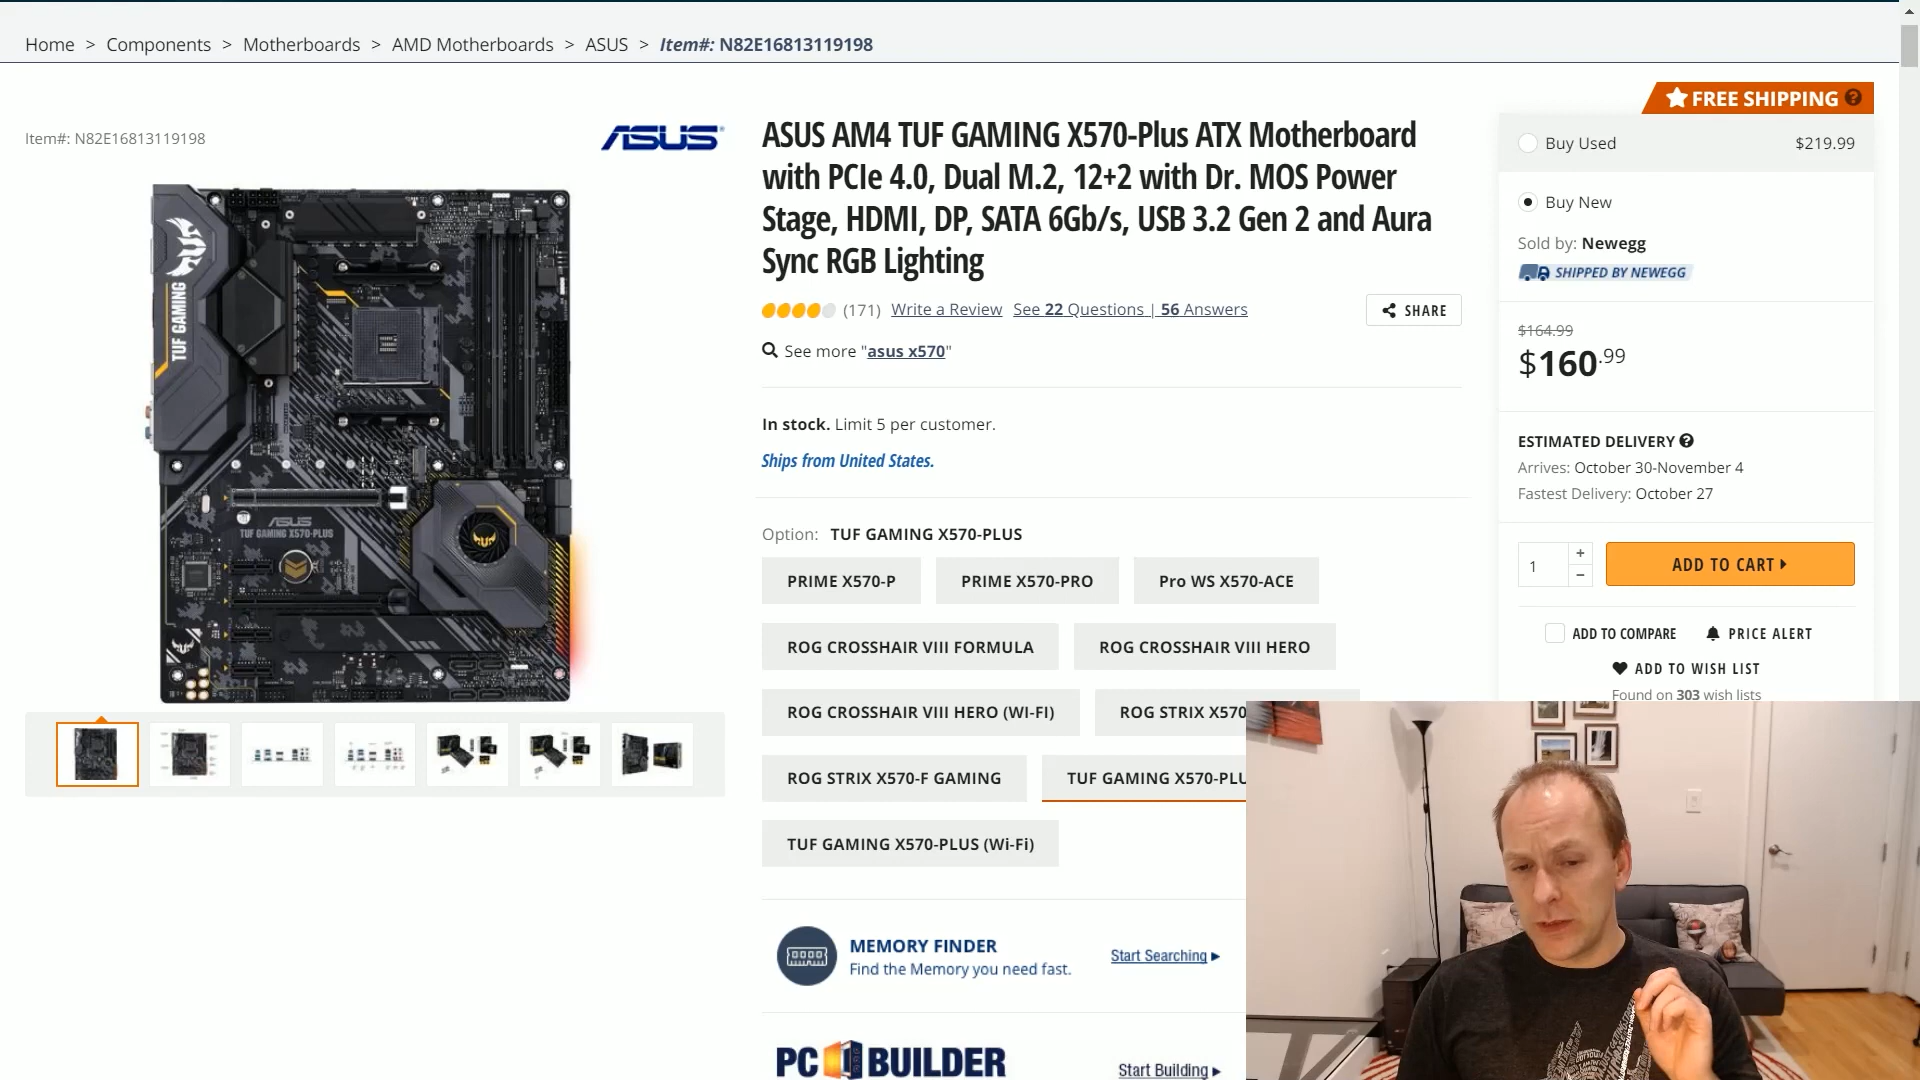 Home > Components > Motherboards > AMD Motherboards > ASUS > Item#: N82E16813119198
FREE SHIPPING ?
Item#: N82E16813119198
ASUS
TUF GAMING
ASUS
TUF GAMING X570-PLUS
ASUS AM4 TUF GAMING X570-Plus ATX Motherboard
with PCIe 4.0, Dual M.2, 12+2 with Dr. MOS Power
Stage, HDMI, DP, SATA 6Gb/s, USB 3.2 Gen 2 and Aura
Sync RGB Lighting
(171) Write a Review See 22 Questions | 56 Answers
SHARE
See more "asus x570"
In stock. Limit 5 per customer.
Ships from United States.
Option: TUF GAMING X570-PLUS
PRIME X570-P
PRIME X570-PRO
Pro WS X570-ACE
ROG CROSSHAIR VIII FORMULA
ROG CROSSHAIR VIII HERO
ROG CROSSHAIR VIII HERO (WI-FI)
ROG STRIX X570
ROG STRIX X570-F GAMING
TUF GAMING X570-PLU
TUF GAMING X570-PLUS (Wi-Fi)
MEMORY FINDER
Find the Memory you need fast.
Start Searching
PC BUILDER
Start Building
Buy Used $219.99
Buy New
Sold by: Newegg
SHIPPED BY NEWEGG
$164.99
$160.99
ESTIMATED DELIVERY ?
Arrives: October 30-November 4
Fastest Delivery: October 27
1 + −
ADD TO CART
ADD TO COMPARE
PRICE ALERT
ADD TO WISH LIST
Found on 303 wish lists